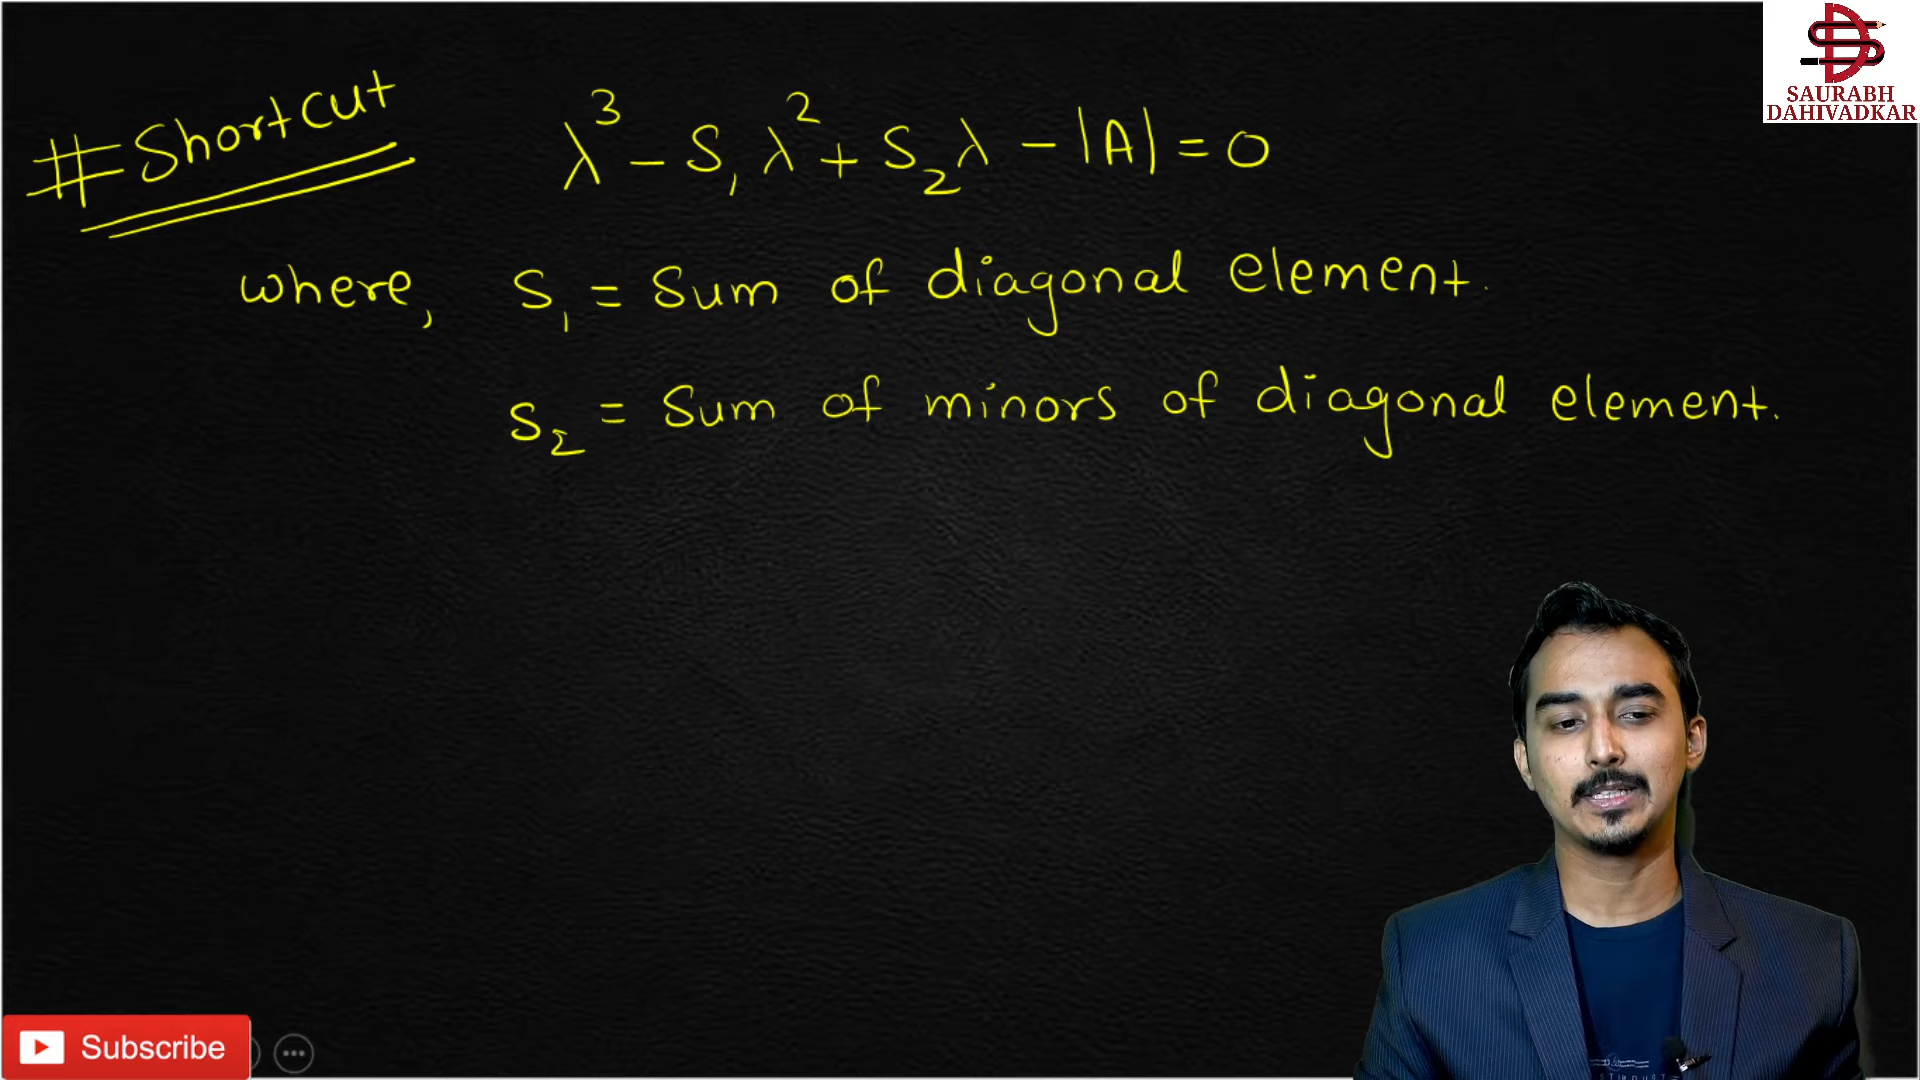 #Shortcut
λ³ - S₁λ² + S₂λ - |A| = 0
where, S₁ = Sum of diagonal element.
S₂ = Sum of minors of diagonal element.
SAURABH
DAHIVADKAR
Subscribe